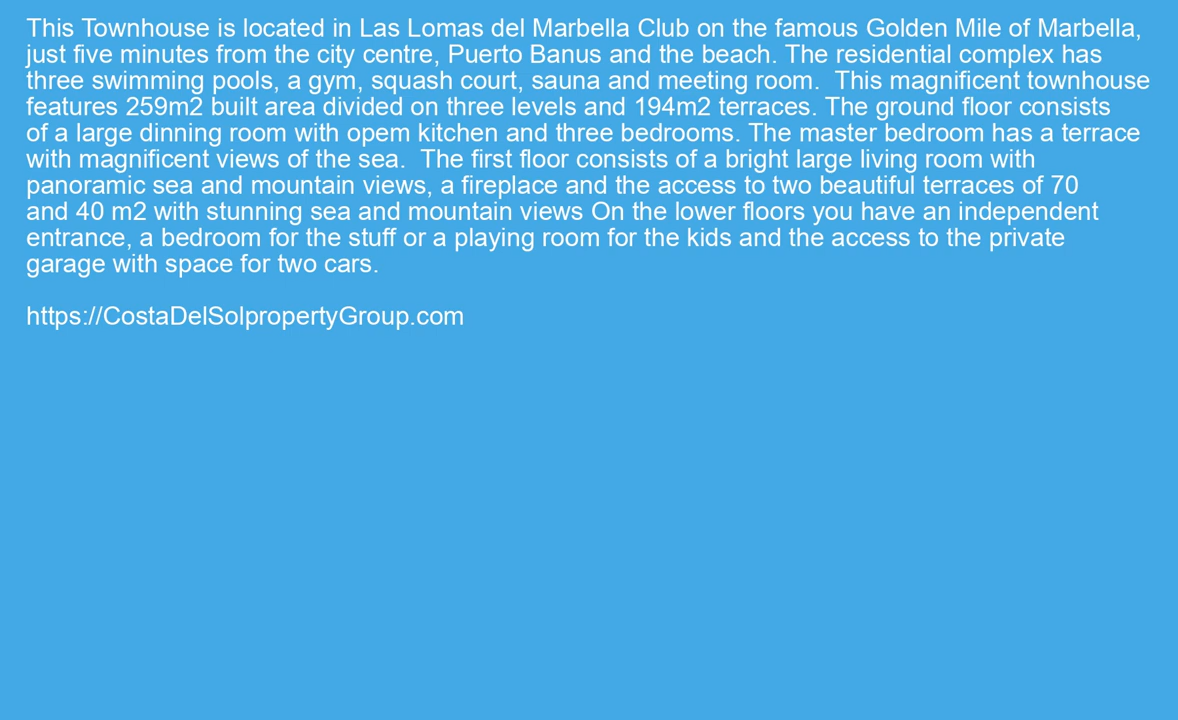 This Townhouse is located in Las Lomas del Marbella Club on the famous Golden Mile of Marbella,
just five minutes from the city centre, Puerto Banus and the beach. The residential complex has
three swimming pools, a gym, squash court, sauna and meeting room.  This magnificent townhouse
features 259m2 built area divided on three levels and 194m2 terraces. The ground floor consists
of a large dinning room with opem kitchen and three bedrooms. The master bedroom has a terrace
with magnificent views of the sea.  The first floor consists of a bright large living room with
panoramic sea and mountain views, a fireplace and the access to two beautiful terraces of 70
and 40 m2 with stunning sea and mountain views On the lower floors you have an independent
entrance, a bedroom for the stuff or a playing room for the kids and the access to the private
garage with space for two cars.
https://CostaDelSolpropertyGroup.com